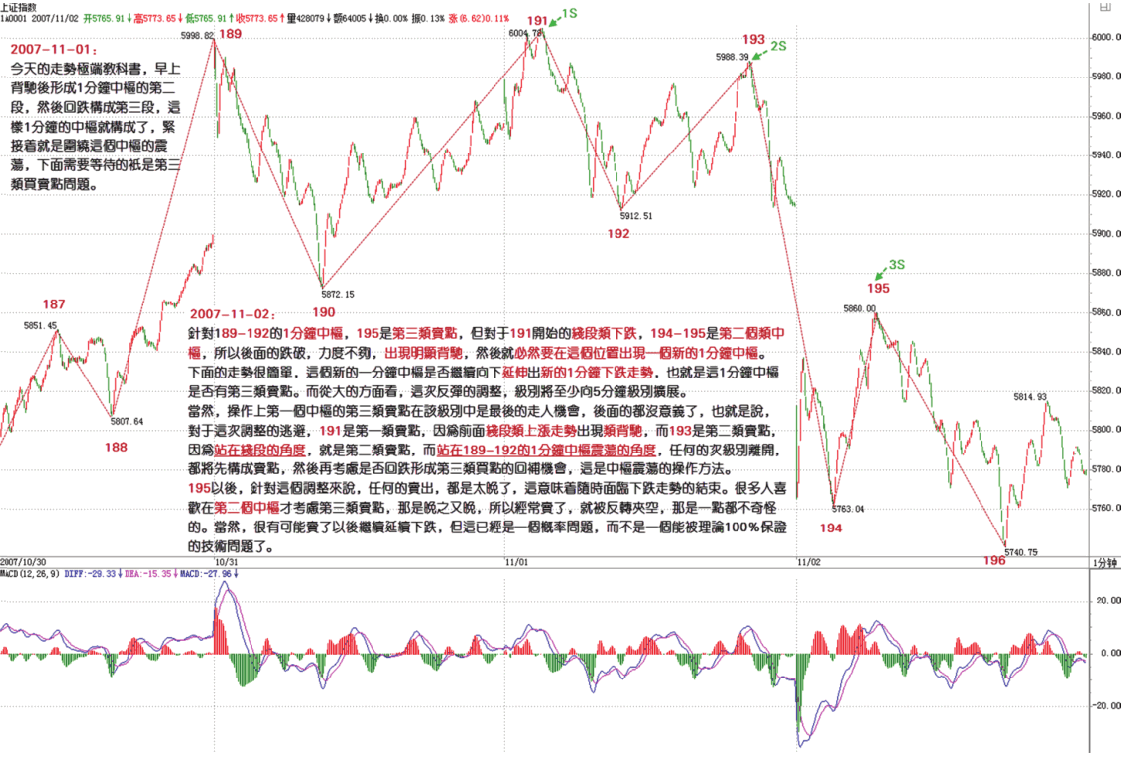 上证指数
1A0001 2007/11/02 开5765.91↓高5773.65↓低5765.91↑收5773.65↑量428079↓额64005↓换0.00% 振0.13% 涨(6.62)0.11%
2007-11-01：
今天的走勢極端教科書，早上
背馳後形成1分鐘中樞的第二
段，然後回跌構成第三段，這
樣1分鐘的中樞就構成了，緊
接着就是圍繞這個中樞的震
蕩，下面需要等待的衹是第三
類買賣點問題。
5998.82
189
191
1S
6004.78
193
2S
5988.39
6000.0
5980.0
5960.0
5940.0
5920.0
5900.0
5880.0
5860.0
5840.0
5820.0
5800.0
5780.0
5760.0
5912.51
192
3S
195
5860.00
187
5851.45
5872.15
190
5807.64
188
5814.93
5763.04
194
5740.75
196
2007-11-02：
針對189-192的1分鐘中樞，195是第三類賣點，但對于191開始的綫段類下跌，194-195是第二個類中
樞，所以後面的跌破，力度不夠，出現明顯背馳，然後就必然要在這個位置出現一個新的1分鐘中樞。
下面的走勢很簡單，這個新的一分鐘中樞是否繼續向下延伸出新的1分鐘下跌走勢，也就是這1分鐘中樞
是否有第三類賣點。而從大的方面看，這次反彈的調整，級別將至少向5分鐘級別擴展。
當然，操作上第一個中樞的第三類賣點在該級別中是最後的走人機會，後面的都沒意義了，也就是說，
對于這次調整的逃避，191是第一類賣點，因爲前面綫段類上漲走勢出現類背馳，而193是第二類賣點，
因爲站在綫段的角度，就是第二類賣點，而站在189-192的1分鐘中樞震蕩的角度，任何的次級別離開，
都將先構成賣點，然後再考慮是否回跌形成第三類買點的回補機會，這是中樞震蕩的操作方法。
195以後，針對這個調整來說，任何的賣出，都是太晚了，這意味着隨時面臨下跌走勢的結束。很多人喜
歡在第二個中樞才考慮第三類賣點，那是晚之又晚，所以經常賣了，就被反轉夾空，那是一點都不奇怪
的。當然，很有可能賣了以後繼續延續下跌，但這已經是一個概率問題，而不是一個能被理論100%保證
的技術問題了。
2007/10/30
10/31
11/01
11/02
1分钟
MACD(12,26,9) DIFF:-29.33↓DEA:-15.35↓MACD:-27.96↓
20.00
0.00
-20.00